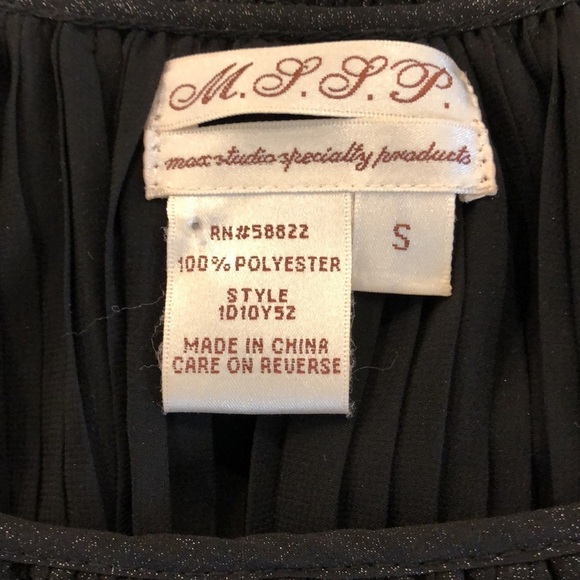 M.S.S.P.
max studio specialty products
S
RN#58822
100% POLYESTER
STYLE
1D10Y52
MADE IN CHINA
CARE ON REVERSE